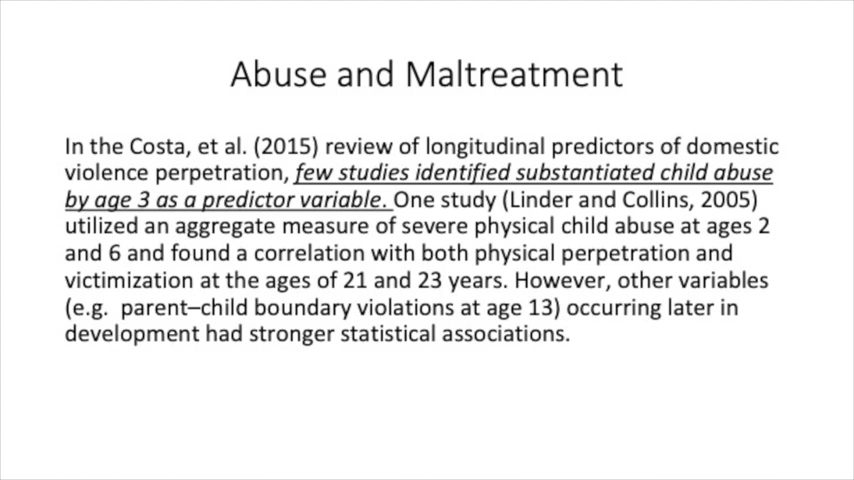 Abuse and Maltreatment
In the Costa, et al. (2015) review of longitudinal predictors of domestic
violence perpetration, few studies identified substantiated child abuse
by age 3 as a predictor variable. One study (Linder and Collins, 2005)
utilized an aggregate measure of severe physical child abuse at ages 2
and 6 and found a correlation with both physical perpetration and
victimization at the ages of 21 and 23 years. However, other variables
(e.g.  parent–child boundary violations at age 13) occurring later in
development had stronger statistical associations.